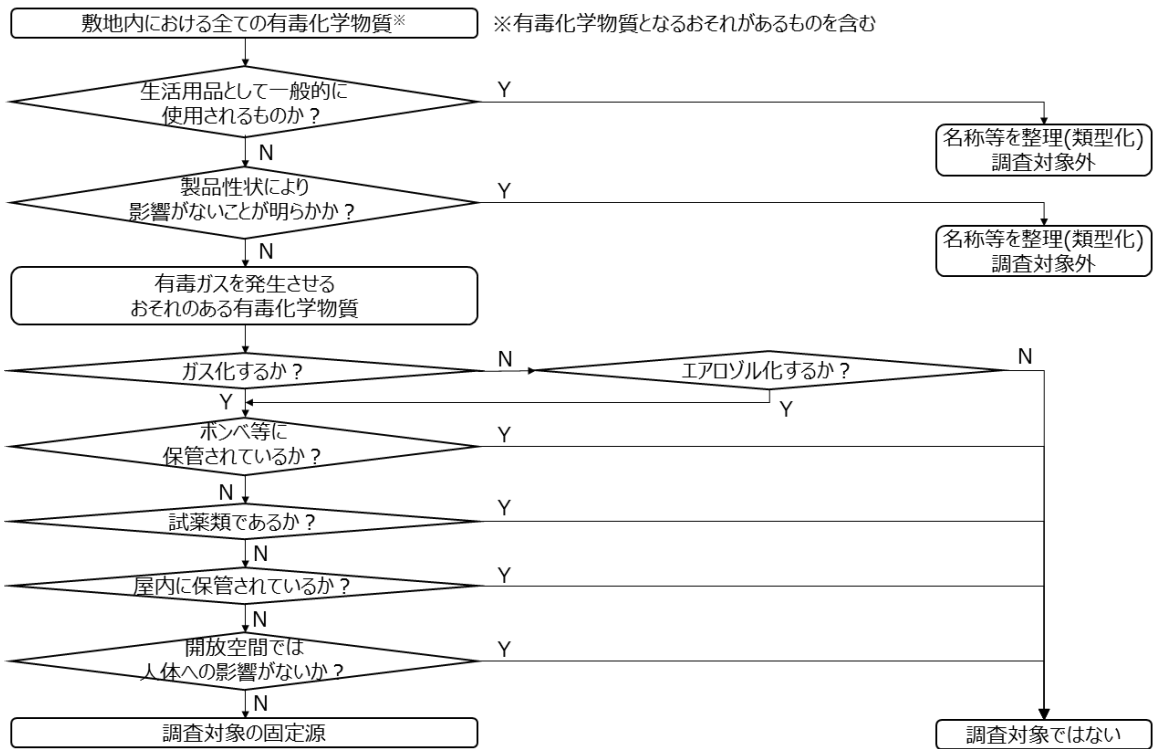 敷地内における全ての有毒化学物質※
※有毒化学物質となるおそれがあるものを含む
生活用品として一般的に
使用されるものか？
Y
名称等を整理(類型化)
調査対象外
N
製品性状により
影響がないことが明らかか？
Y
名称等を整理(類型化)
調査対象外
N
有毒ガスを発生させる
おそれのある有毒化学物質
ガス化するか？
N
エアロゾル化するか？
N
Y
Y
ボンベ等に
保管されているか？
Y
N
試薬類であるか？
Y
N
屋内に保管されているか？
Y
N
開放空間では
人体への影響がないか？
Y
N
調査対象の固定源
調査対象ではない